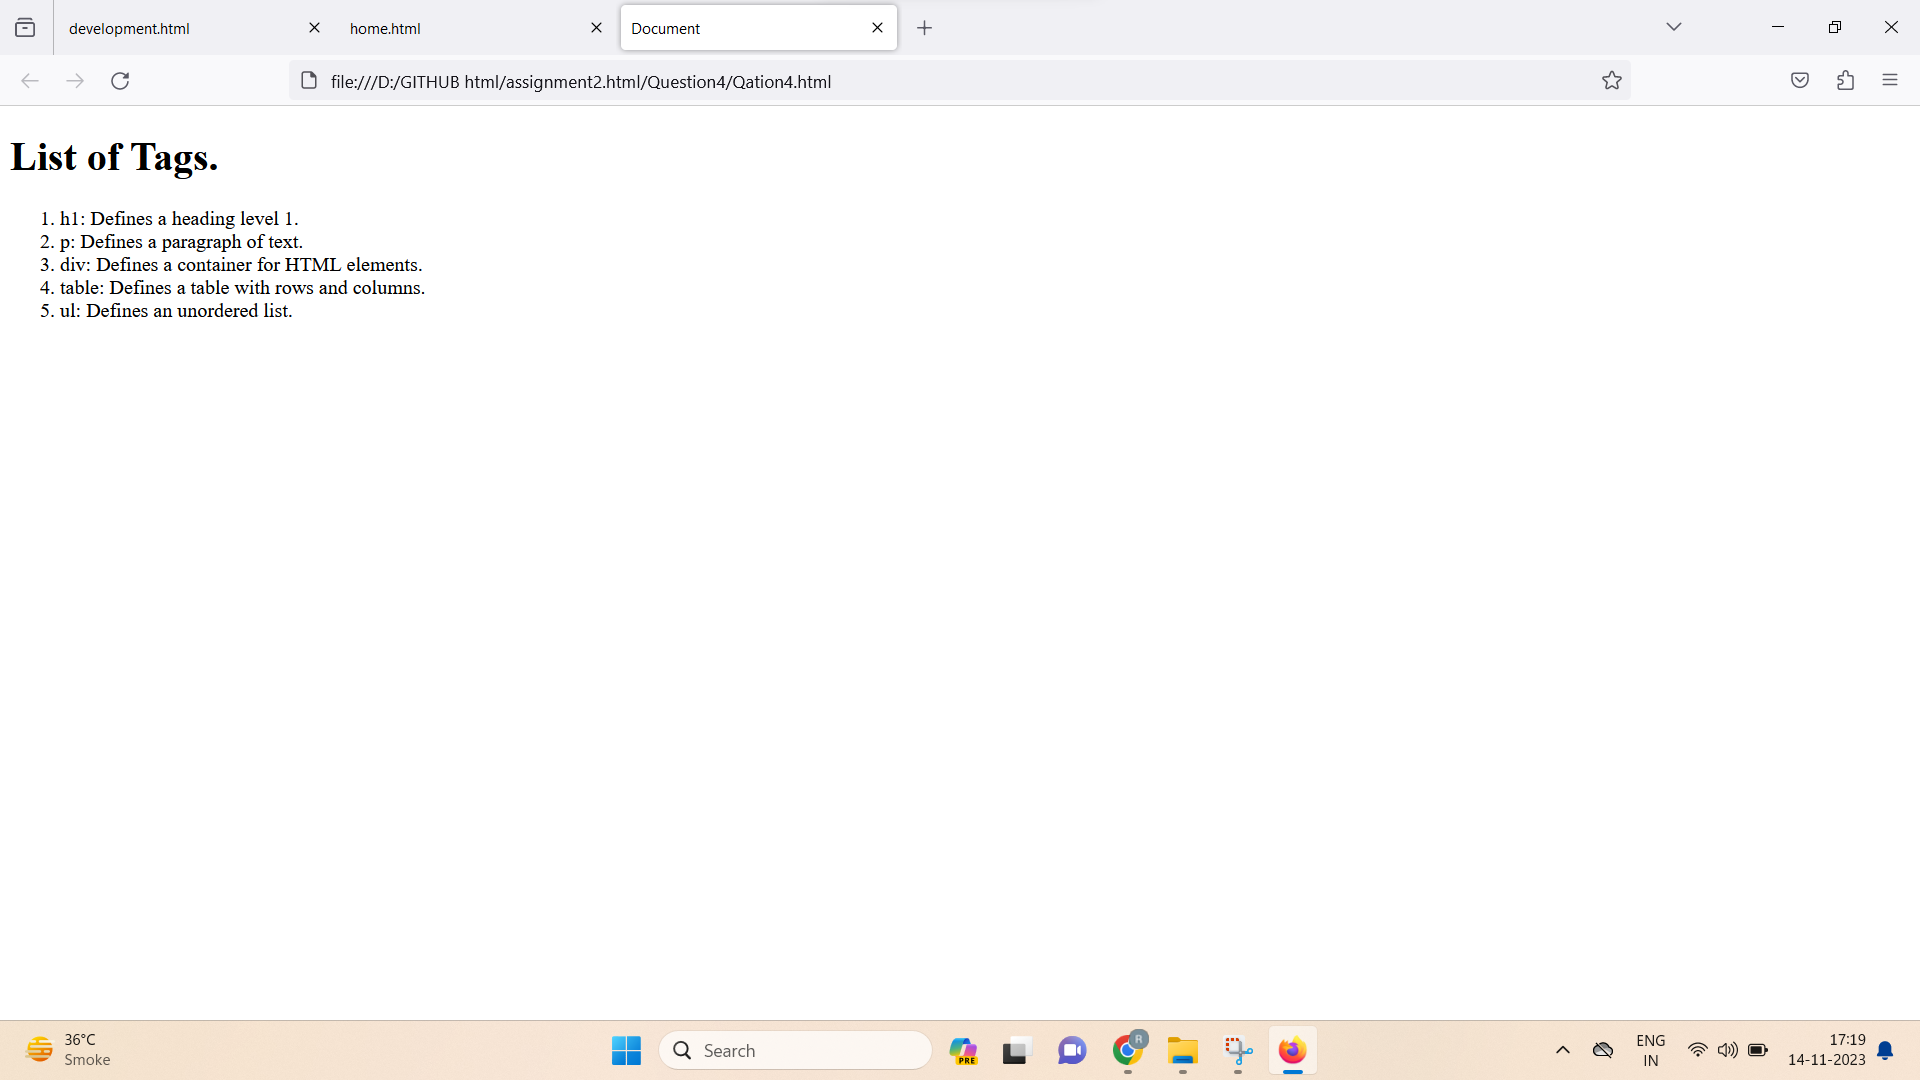 development.html
home.html
Document
file:///D:/GITHUB html/assignment2.html/Question4/Qation4.html
List of Tags.
1. h1: Defines a heading level 1.
2. p: Defines a paragraph of text.
3. div: Defines a container for HTML elements.
4. table: Defines a table with rows and columns.
5. ul: Defines an unordered list.
36°C
Smoke
Search
PRE
R
ENG
IN
17:19
14-11-2023